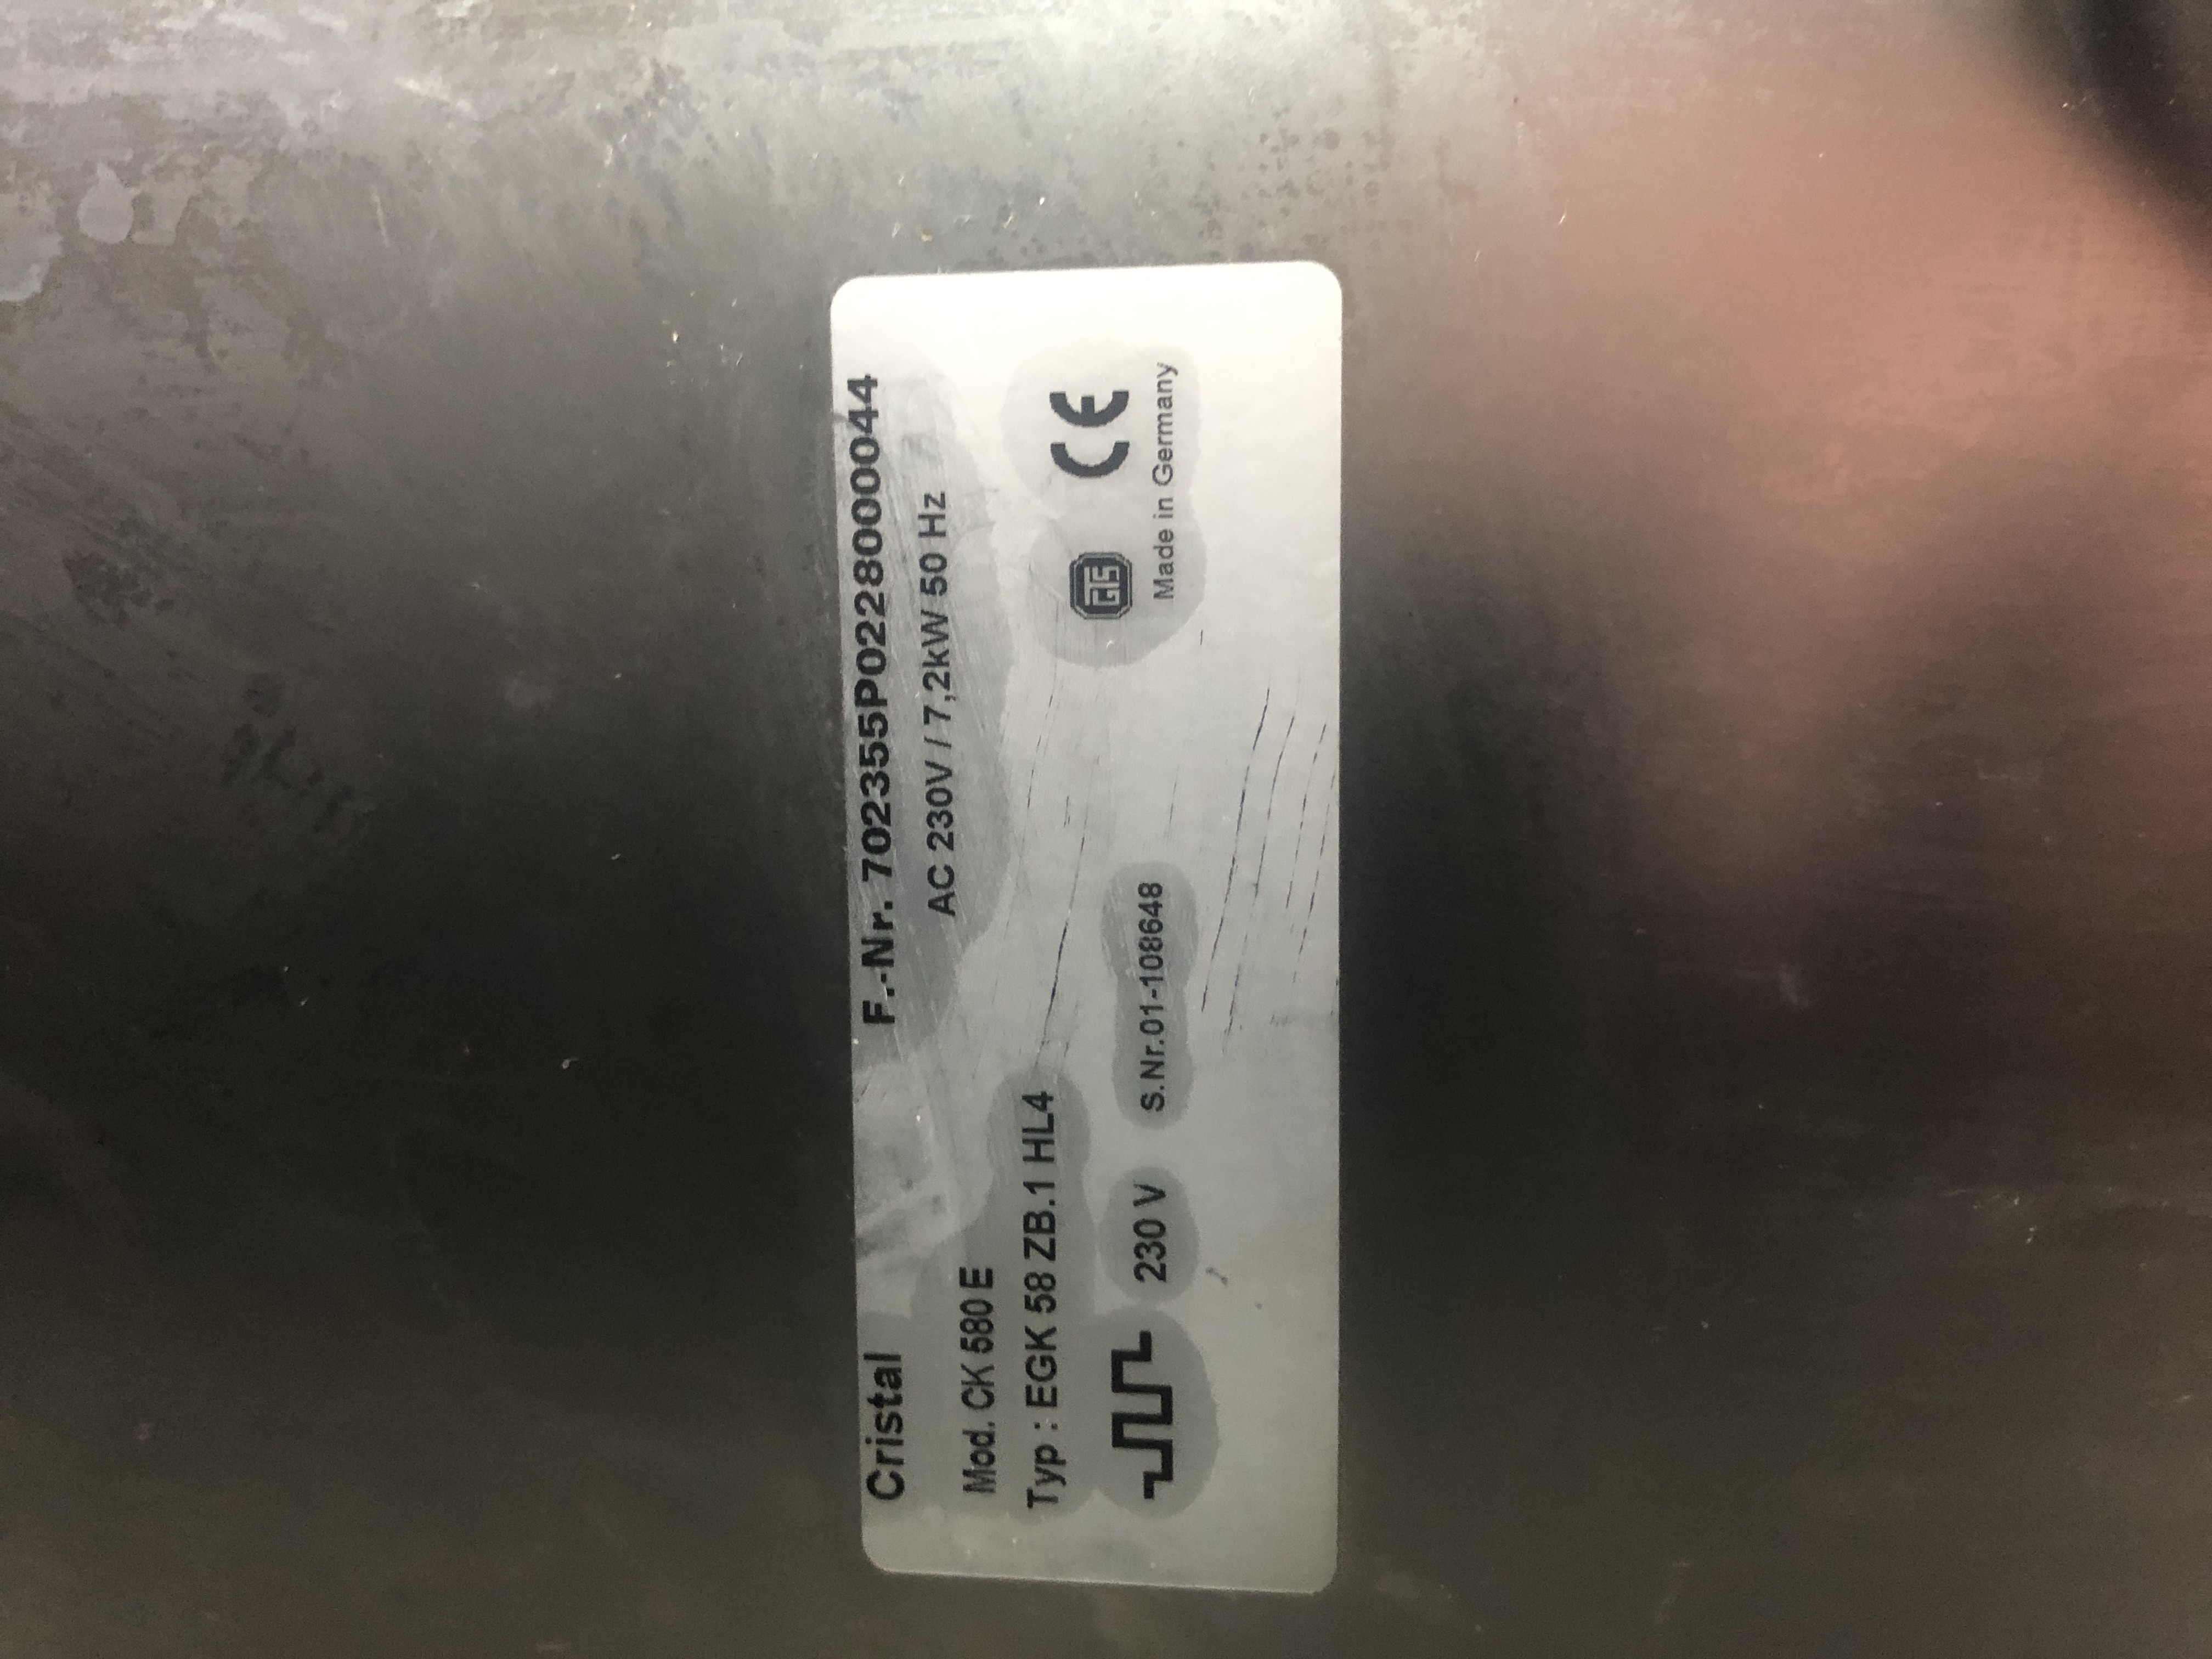 Cristal
F.-Nr. 702355P0228000044
Mod. CK 580 E
AC 230V / 7,2kW 50 Hz
Typ : EGK 58 ZB.1 HL4
230 V
S.Nr.01-108648
GS
CE
Made in Germany